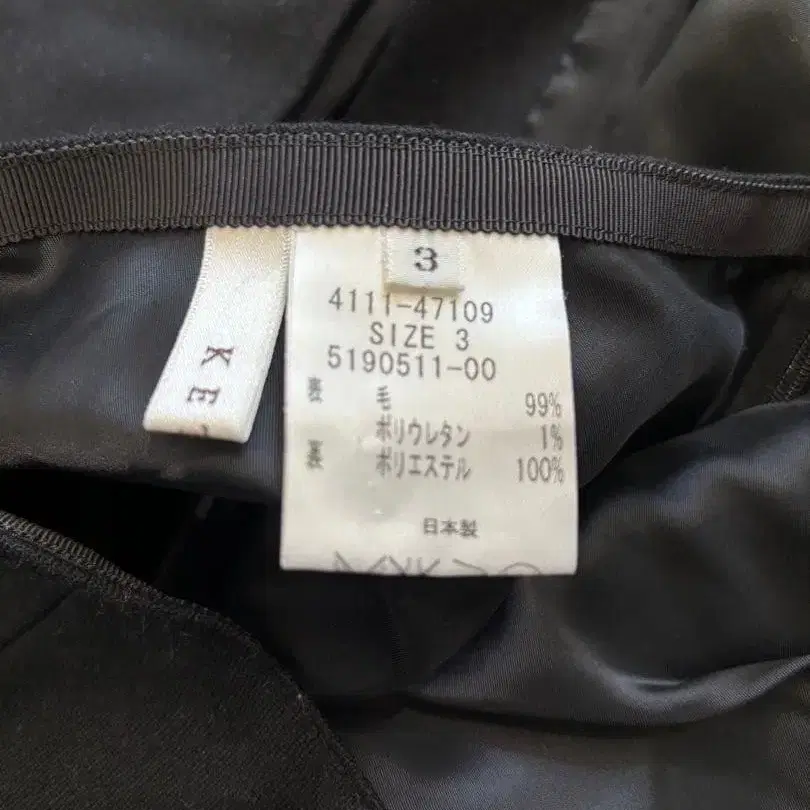 3
4111-47109
SIZE 3
5190511-00
表 毛 99%
ポリウレタン 1%
裏 ポリエステル 100%
日本製
K E